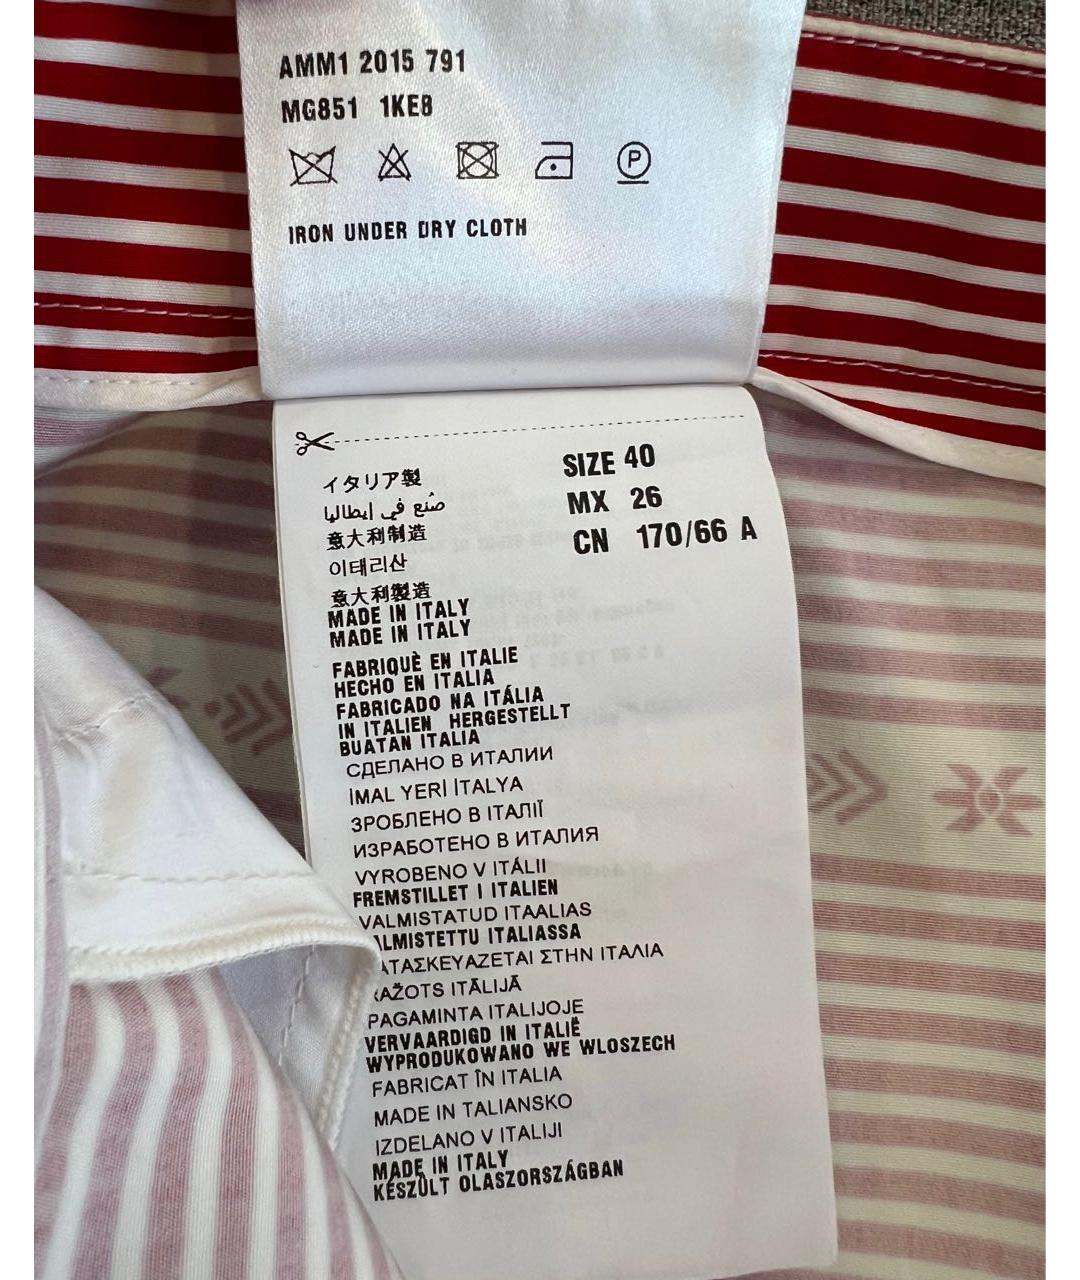 AMM1 2015 791
MG851 1KE8
P
IRON UNDER DRY CLOTH
SIZE 40
MX 26
CN 170/66 A
イタリア製
صُنع في إيطاليا
意大利制造
이태리산
意大利製造
MADE IN ITALY
MADE IN ITALY
FABRIQUÈ EN ITALIE
HECHO EN ITALIA
FABRICADO NA ITÁLIA
IN ITALIEN HERGESTELLT
BUATAN ITALIA
СДЕЛАНО В ИТАЛИИ
İMAL YERİ İTALYA
ЗРОБЛЕНО В ІТАЛІЇ
ИЗРАБОТЕНО В ИТАЛИЯ
VYROBENO V ITÁLII
FREMSTILLET I ITALIEN
VALMISTATUD ITAALIAS
ALMISTETTU ITALIASSA
ΑΤΑΣΚΕΥΑΖΕΤΑΙ ΣΤΗΝ ΙΤΑΛΙΑ
RAŽOTS ITĀLIJĀ
PAGAMINTA ITALIJOJE
VERVAARDIGD IN ITALIË
WYPRODUKOWANO WE WLOSZECH
FABRICAT ÎN ITALIA
MADE IN TALIANSKO
IZDELANO V ITALIJI
MADE IN ITALY
KÉSZÜLT OLASZORSZÁGBAN